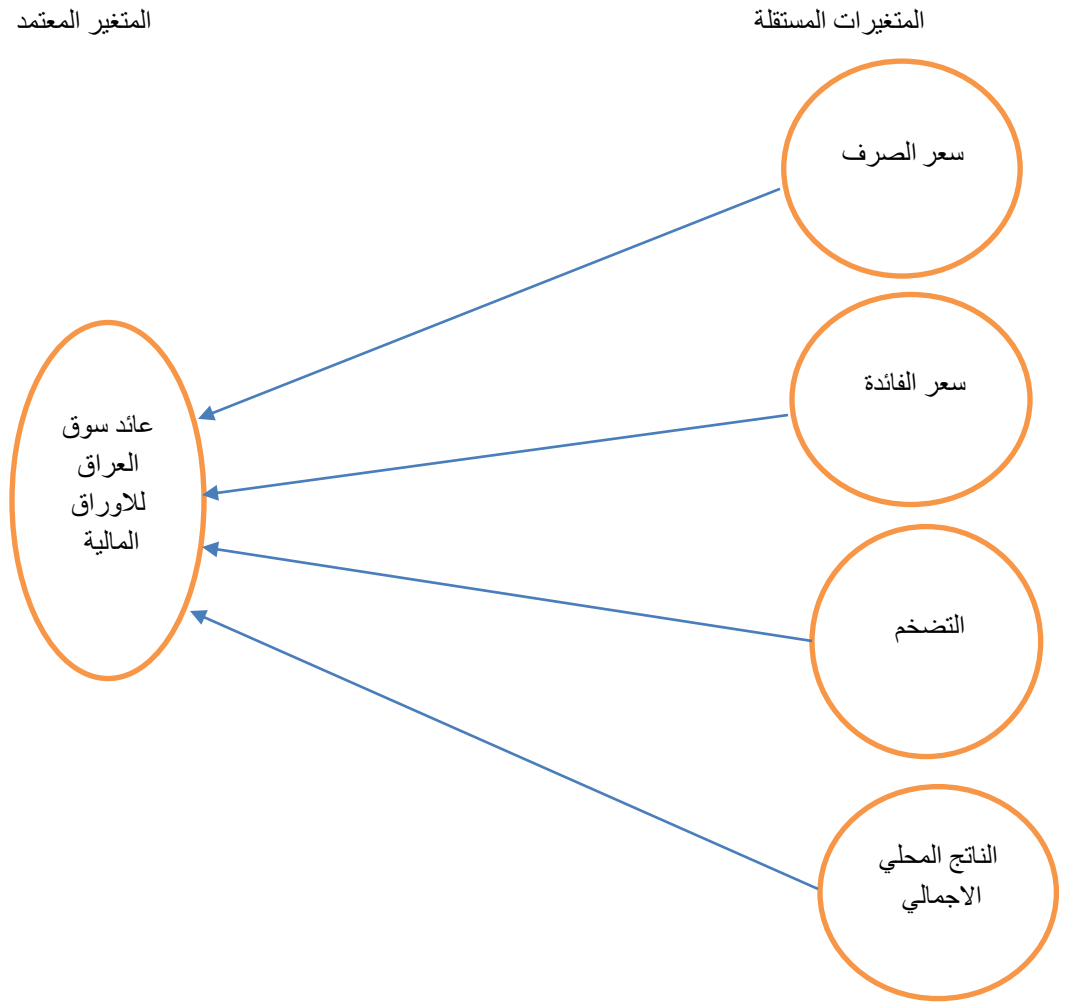 المتغيرات المستقلة
المتغير المعتمد
سعر الصرف
سعر الفائدة
التضخم
الناتج المحلي
الاجمالي
عائد سوق
العراق
للاوراق
المالية